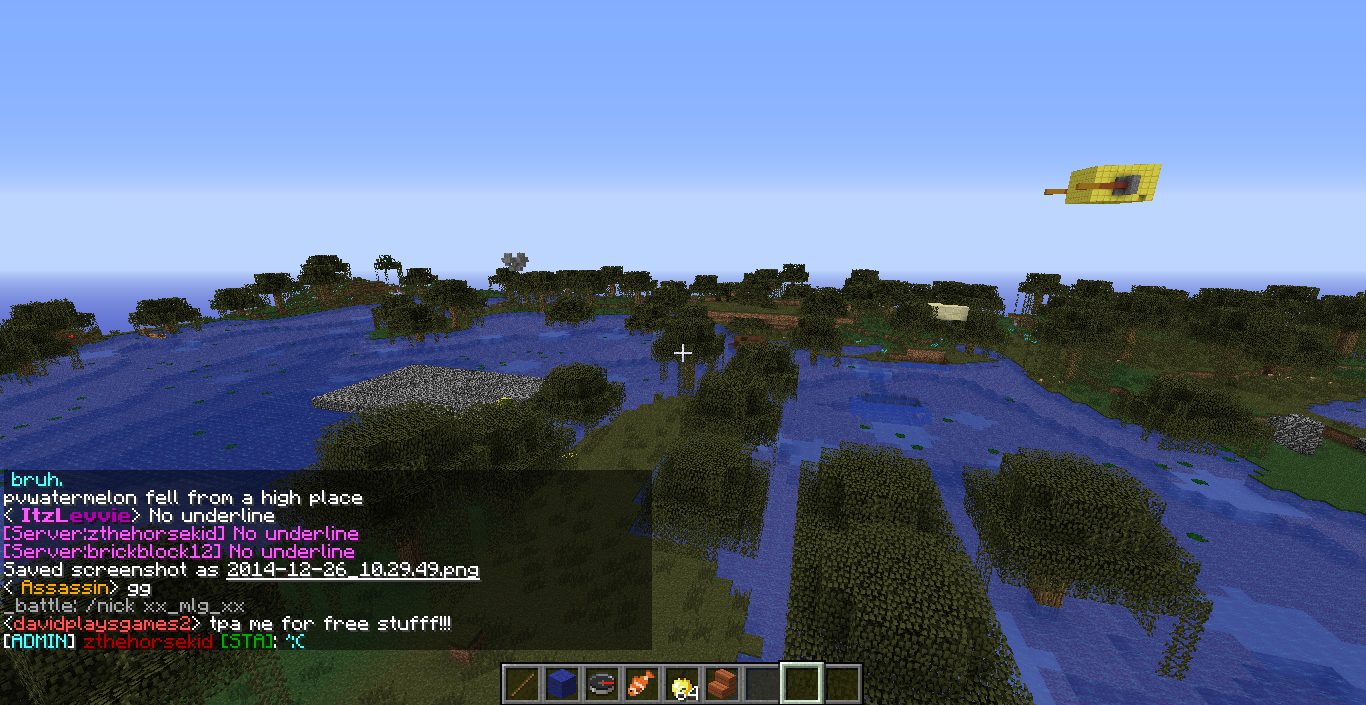 bruh.
pvwatermelon fell from a high place
< ItzLevvie> No underline
[Server:zthehorsekid] No underline
[Server:brickblock12] No underline
Saved screenshot as 2014-12-26_10.29.49.png
< Assassin> gg
_battle: /nick xx_mlg_xx
<davidplaysgames2> tpa me for free stufff!!!
[ADMIN] zthehorsekid [STA]: ‘:(
64